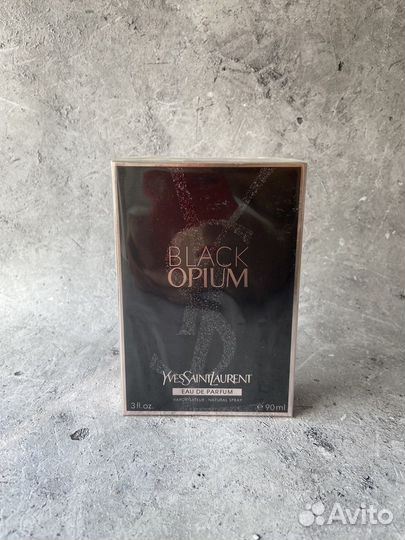 BLACK
OPIUM
YVESSAINTLAURENT
EAU DE PARFUM
VAPORISATEUR . NATURAL SPRAY
3 fl.oz. e 90ml
Avito